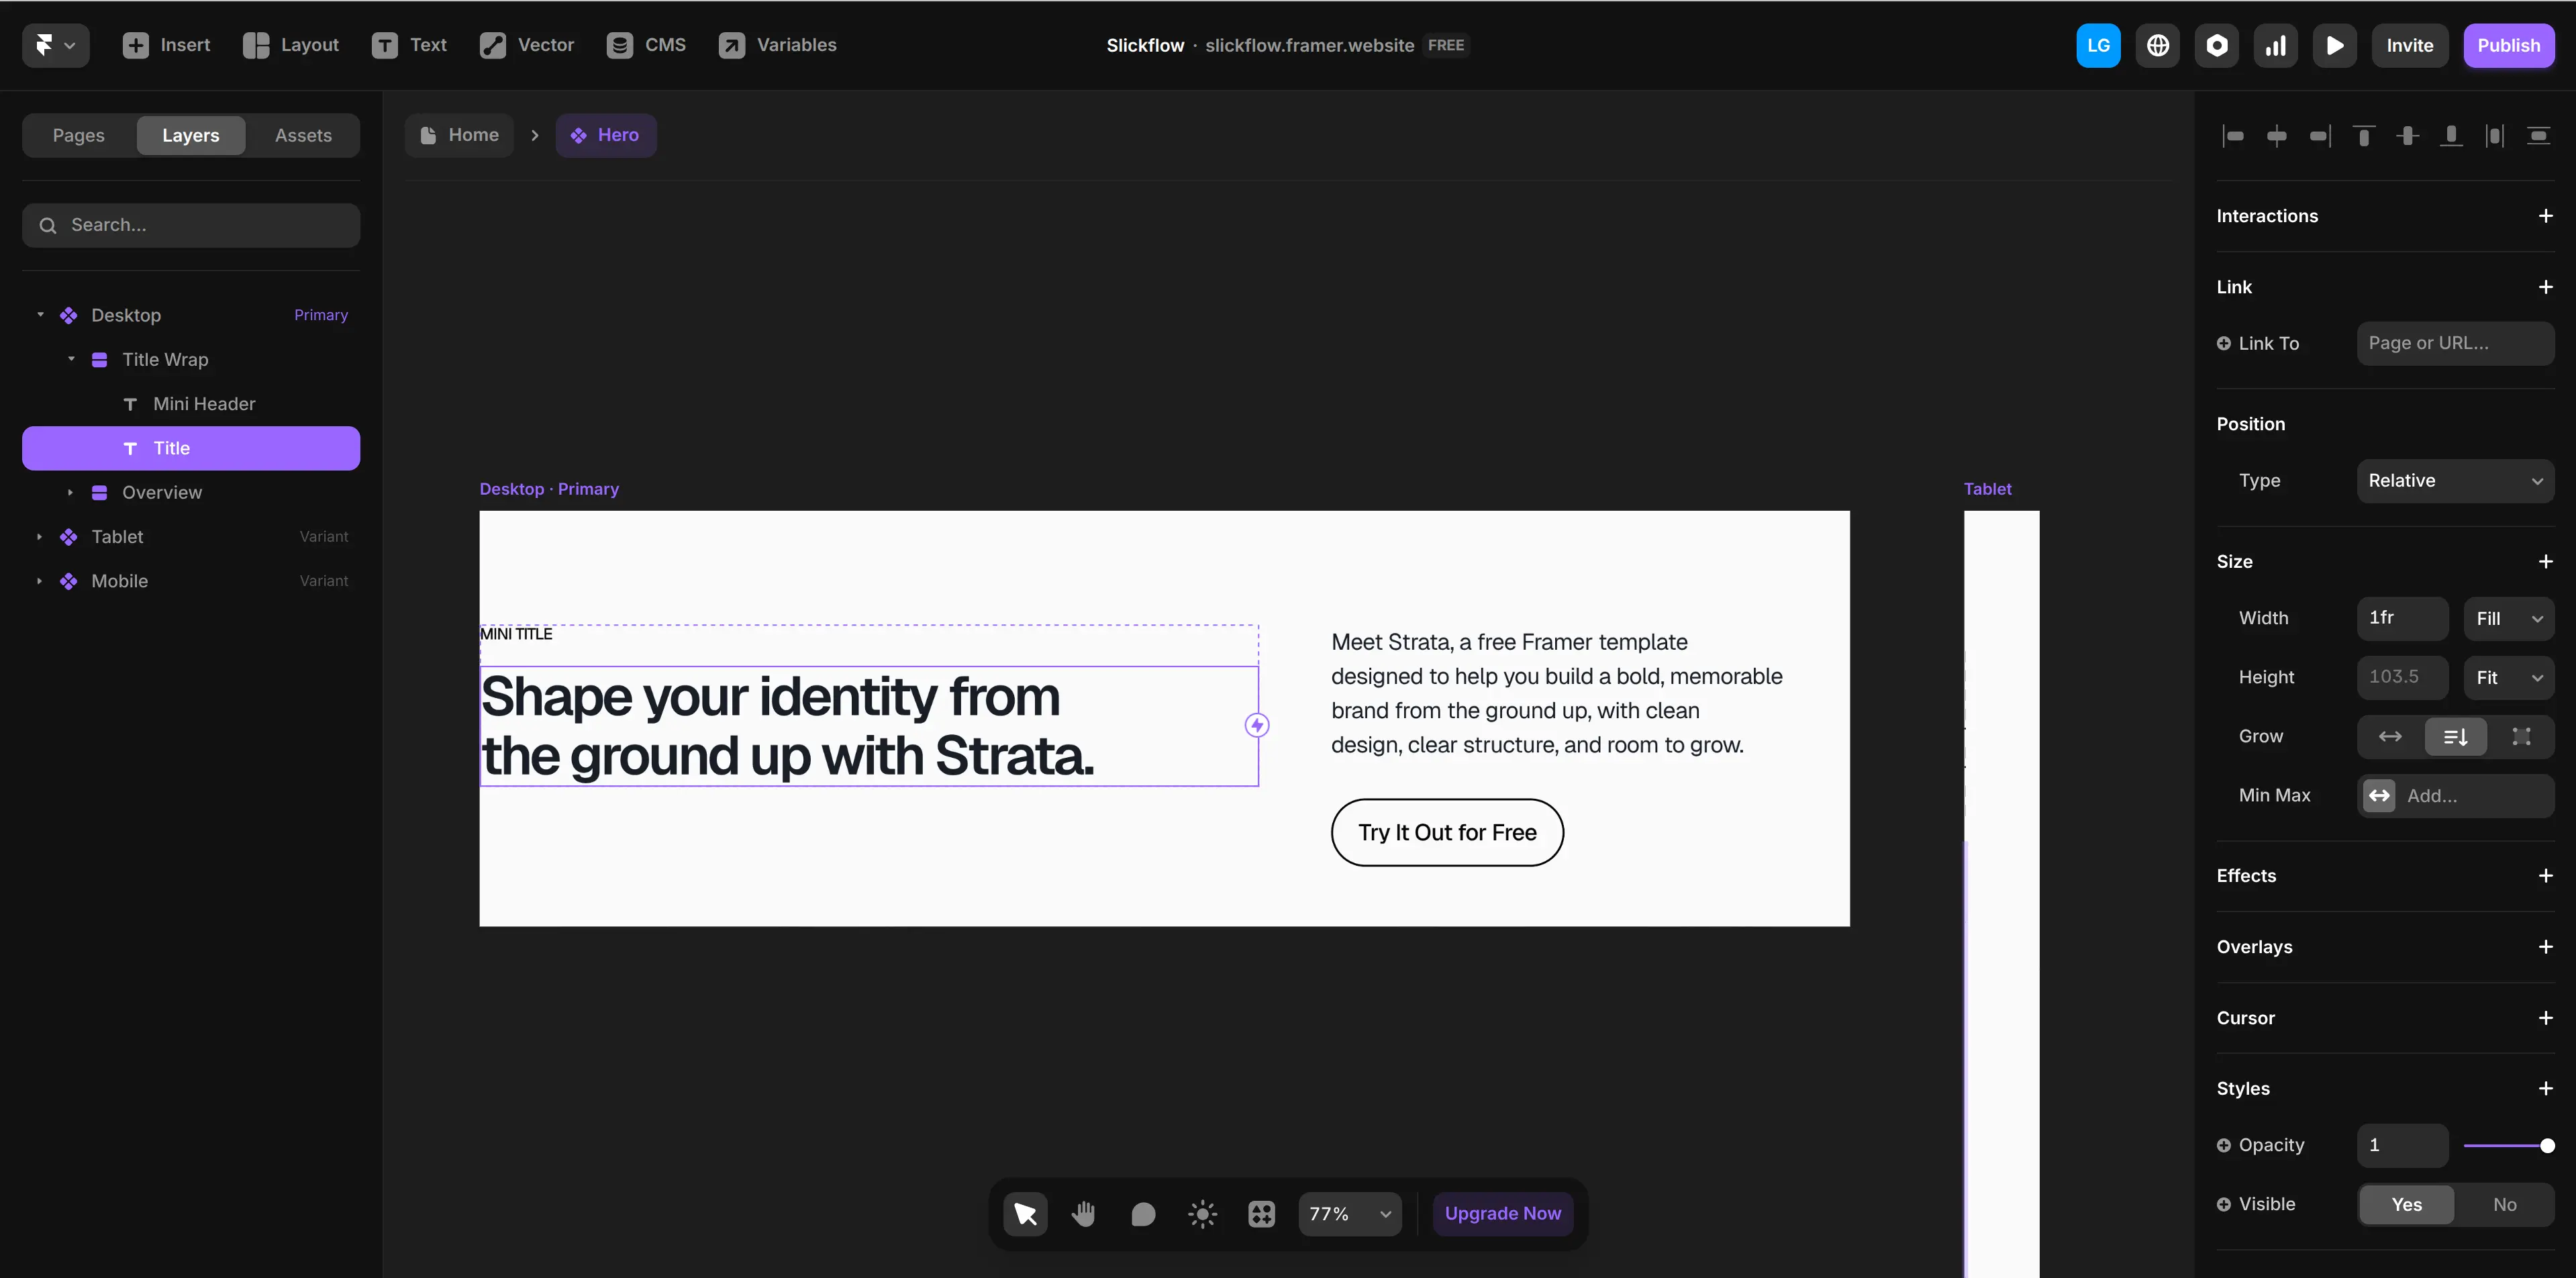 Insert
Layout
Text
Vector
CMS
Variables
Slickflow · slickflow.framer.website FREE
LG
Invite
Publish
Pages
Layers
Assets
Search...
Desktop
Primary
Title Wrap
Mini Header
Title
Overview
Tablet
Variant
Mobile
Variant
Home
Hero
Desktop · Primary
MINI TITLE
Shape your identity from
the ground up with Strata.
Meet Strata, a free Framer template
designed to help you build a bold, memorable
brand from the ground up, with clean
design, clear structure, and room to grow.
Try It Out for Free
Tablet
77%
Upgrade Now
Interactions
Link
Link To
Page or URL...
Position
Type
Relative
Size
Width
1fr
Fill
Height
103.5
Fit
Grow
Min Max
Add...
Effects
Overlays
Cursor
Styles
Opacity
1
Visible
Yes
No